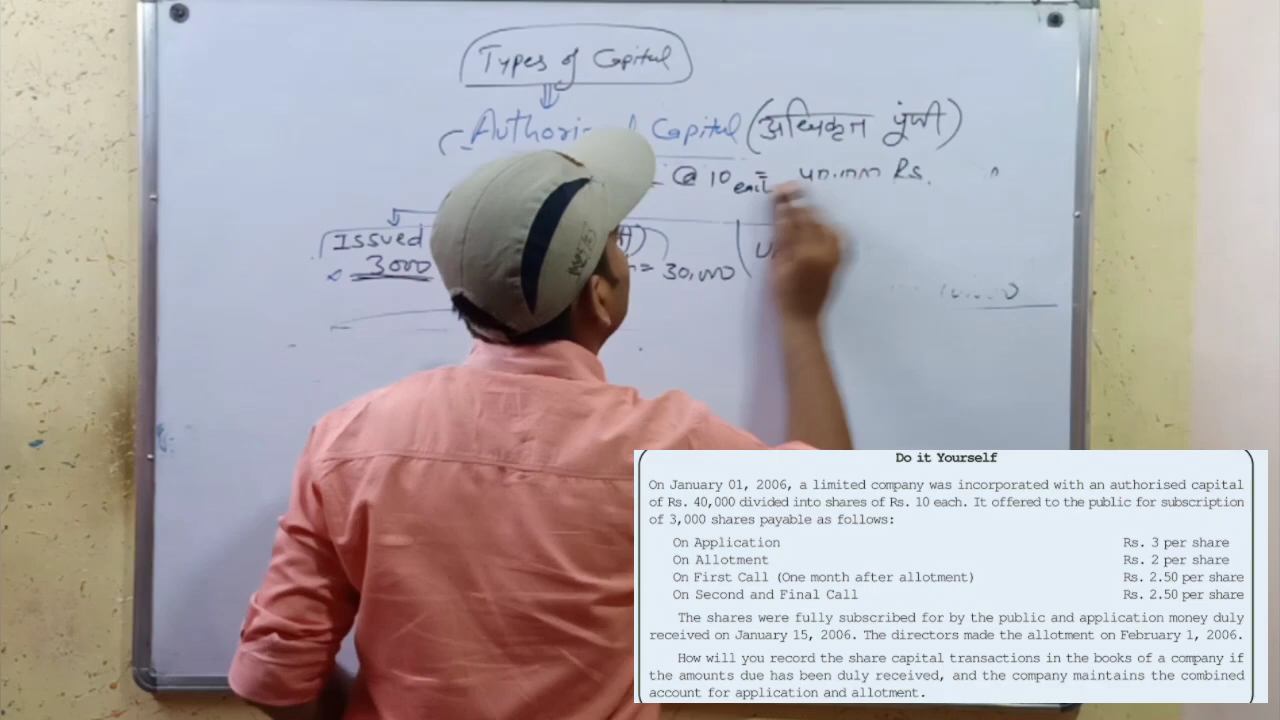 Types of Capital
Capital (अधिकृत पूंजी)
@ 10 each = 40,000 Rs.
Issued
3000 = 30,000
Do it Yourself
On January 01, 2006, a limited company was incorporated with an authorised capital
of Rs. 40,000 divided into shares of Rs. 10 each. It offered to the public for subscription
of 3,000 shares payable as follows:
On Application Rs. 3 per share
On Allotment Rs. 2 per share
On First Call (One month after allotment) Rs. 2.50 per share
On Second and Final Call Rs. 2.50 per share
The shares were fully subscribed for by the public and application money duly
received on January 15, 2006. The directors made the allotment on February 1, 2006.
How will you record the share capital transactions in the books of a company if
the amounts due has been duly received, and the company maintains the combined
account for application and allotment.